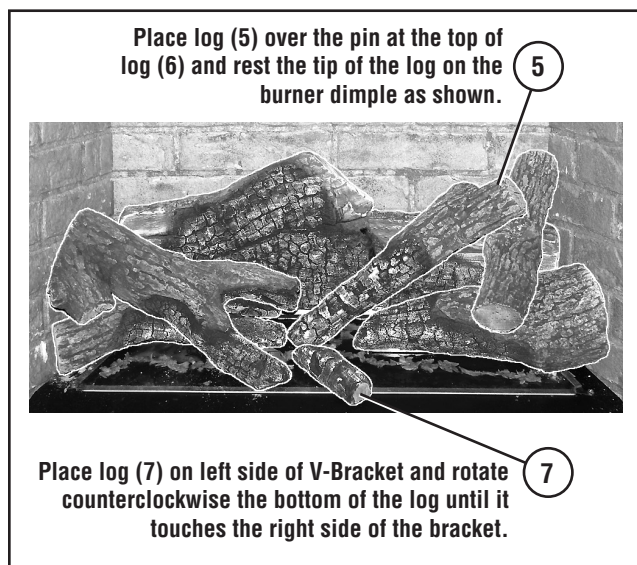 Place log (5) over the pin at the top of
log (6) and rest the tip of the log on the
burner dimple as shown.
5
Place log (7) on left side of V-Bracket and rotate
counterclockwise the bottom of the log until it
touches the right side of the bracket.
7